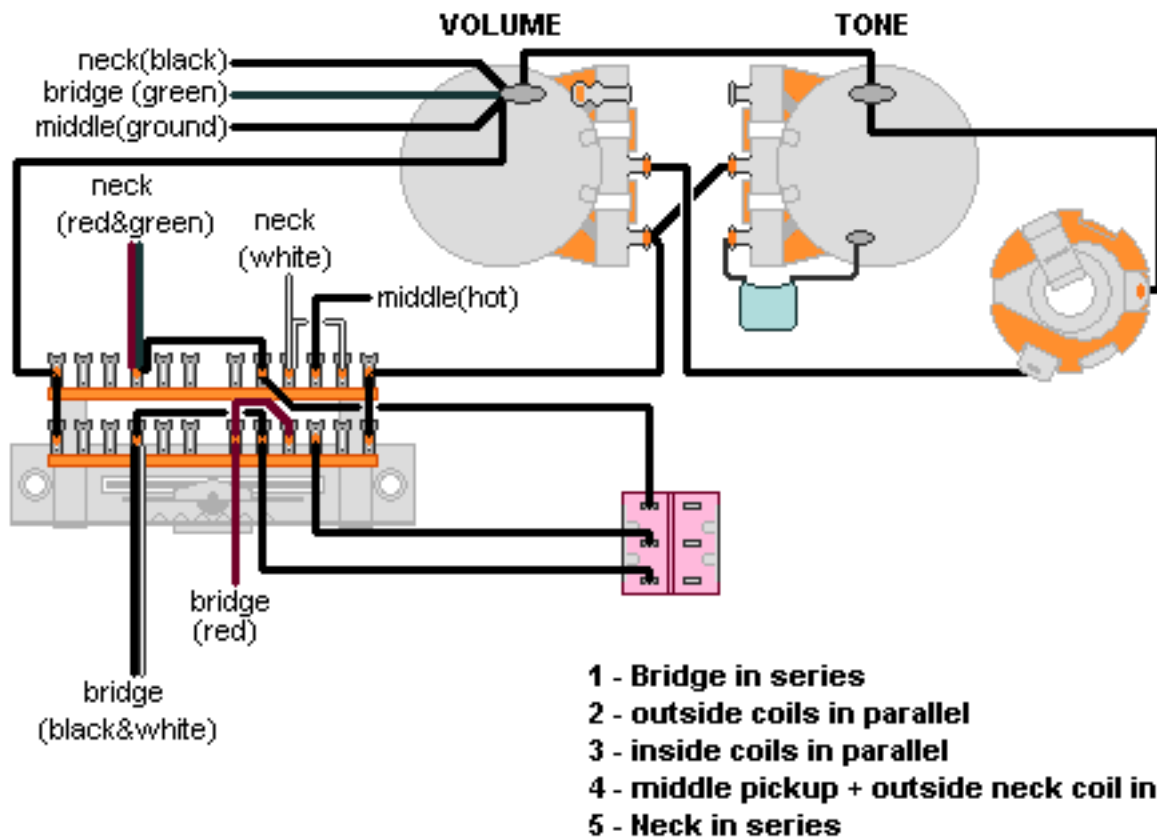 VOLUME
TONE
neck(black)
bridge (green)
middle(ground)
neck
(red&green)
neck
(white)
middle(hot)
bridge
(red)
bridge
(black&white)
1 - Bridge in series
2 - outside coils in parallel
3 - inside coils in parallel
4 - middle pickup + outside neck coil in
5 - Neck in series